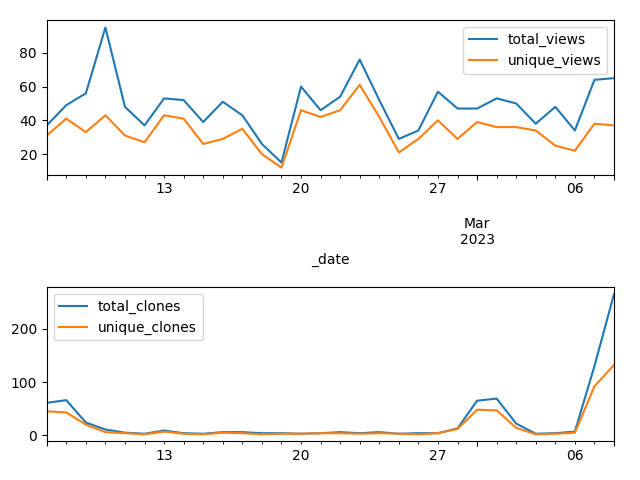 total_views
unique_views
80
60
40
20
13 20 27 06
Mar
2023
_date
total_clones
unique_clones
200
100
0
13 20 27 06